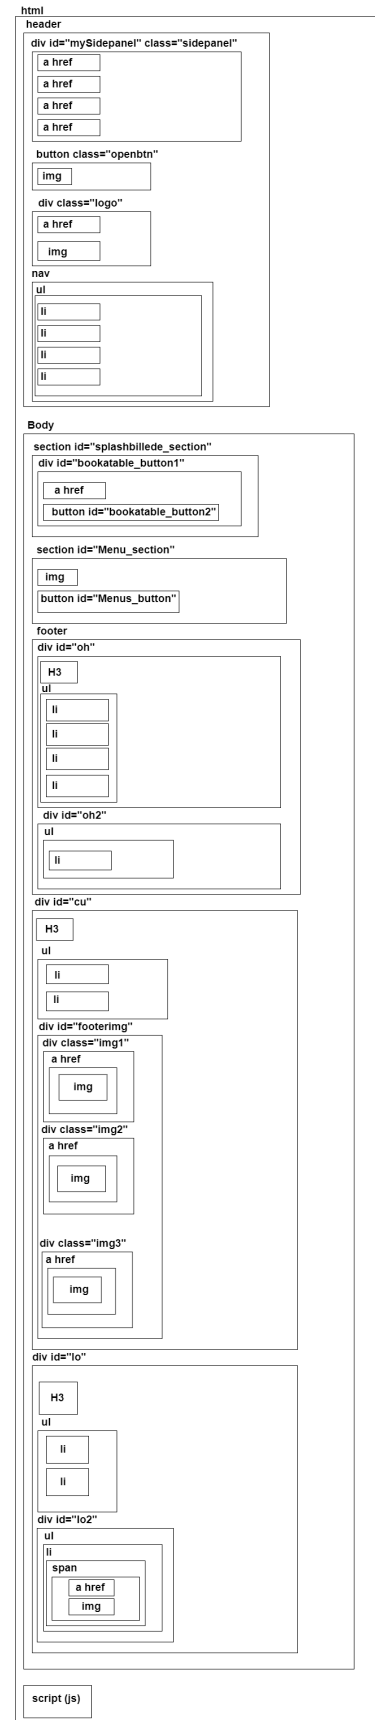 html
header
div id="mySidepanel" class="sidepanel"
a href
a href
a href
a href
button class="openbtn"
img
div class="logo"
a href
img
nav
ul
li
li
li
li
Body
section id="splashbillede_section"
div id="bookatable_button1"
a href
button id="bookatable_button2"
section id="Menu_section"
img
button id="Menus_button"
footer
div id="oh"
H3
ul
li
li
li
li
div id="oh2"
ul
li
div id="cu"
H3
ul
li
li
div id="footerimg"
div class="img1"
a href
img
div class="img2"
a href
img
div class="img3"
a href
img
div id="lo"
H3
ul
li
li
div id="lo2"
ul
li
span
a href
img
script (js)